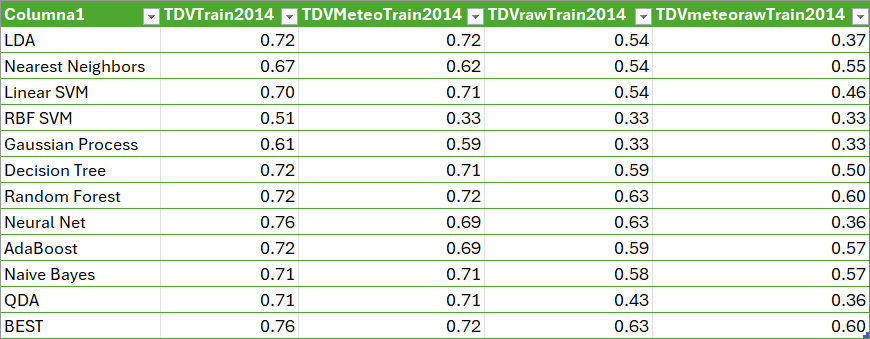 Columna1 TDVTrain2014 TDVMeteoTrain2014 TDVrawTrain2014 TDVmeteorawTrain2014
LDA 0.72 0.72 0.54 0.37
Nearest Neighbors 0.67 0.62 0.54 0.55
Linear SVM 0.70 0.71 0.54 0.46
RBF SVM 0.51 0.33 0.33 0.33
Gaussian Process 0.61 0.59 0.33 0.33
Decision Tree 0.72 0.71 0.59 0.50
Random Forest 0.72 0.72 0.63 0.60
Neural Net 0.76 0.69 0.63 0.36
AdaBoost 0.72 0.69 0.59 0.57
Naive Bayes 0.71 0.71 0.58 0.57
QDA 0.71 0.71 0.43 0.36
BEST 0.76 0.72 0.63 0.60